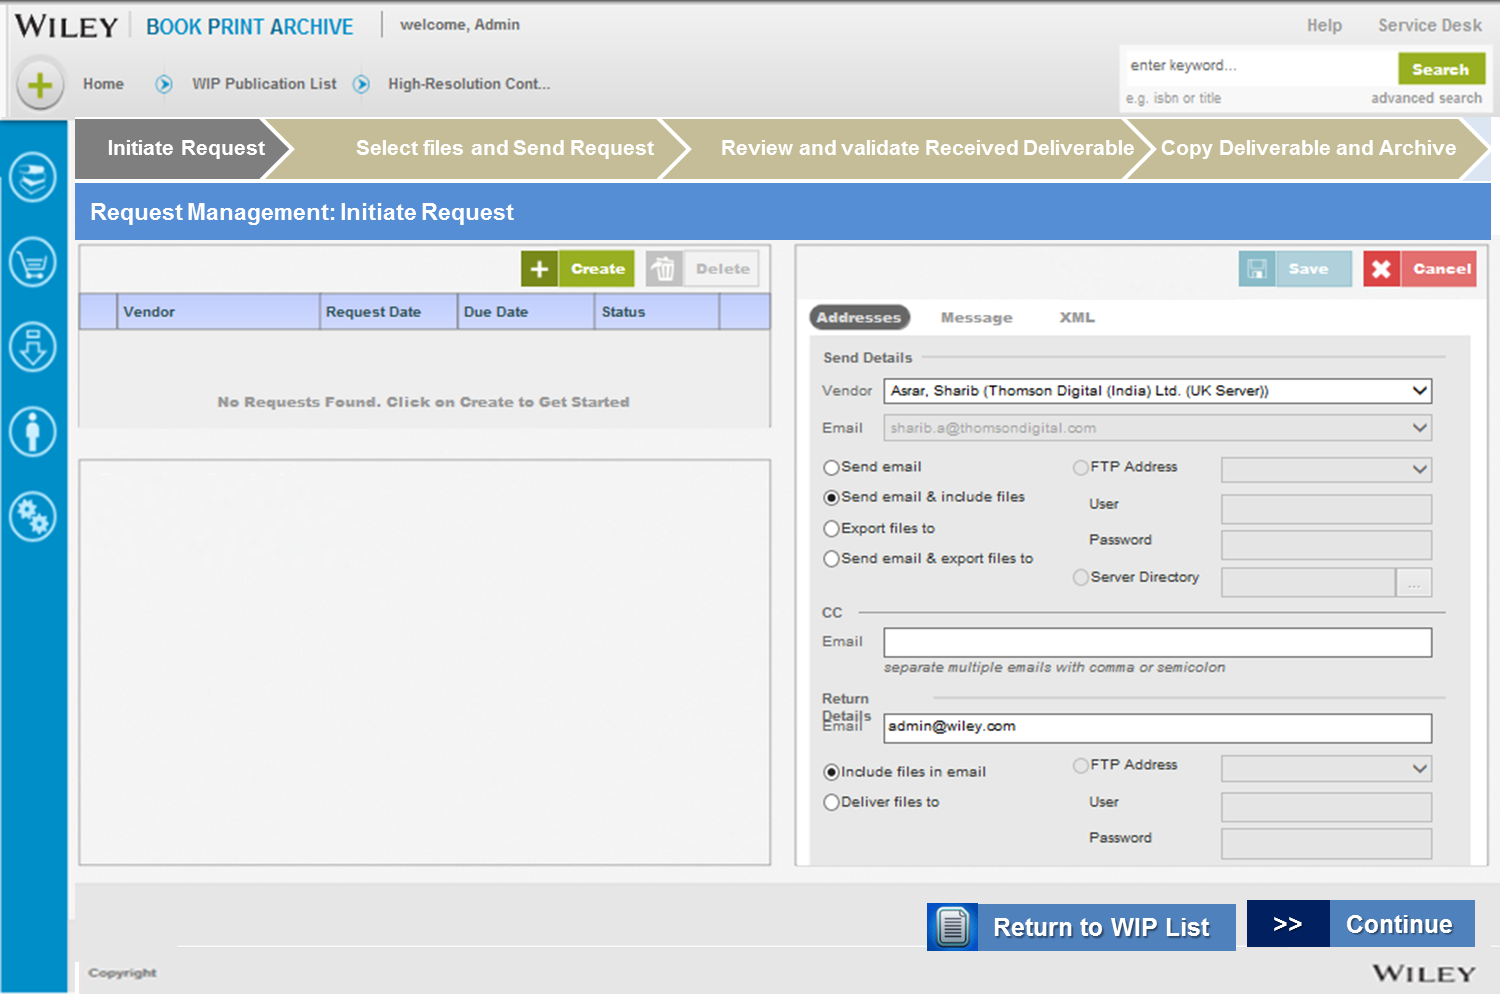 WILEY BOOK PRINT ARCHIVE welcome, Admin Help Service Desk
Home WIP Publication List High-Resolution Cont...
enter keyword... Search
e.g. isbn or title advanced search
Initiate Request Select files and Send Request Review and validate Received Deliverable Copy Deliverable and Archive
Request Management: Initiate Request
Create Delete
Vendor Request Date Due Date Status
No Requests Found. Click on Create to Get Started
Save Cancel
Addresses Message XML
Send Details
Vendor Asrar, Sharib (Thomson Digital (India) Ltd. (UK Server))
Email sharib.a@thomsondigital.com
Send email FTP Address
Send email & include files User
Export files to Password
Send email & export files to
Server Directory ...
CC
Email
separate multiple emails with comma or semicolon
Return
Details
Email admin@wiley.com
Include files in email FTP Address
Deliver files to User
Password
Return to WIP List >> Continue
Copyright WILEY